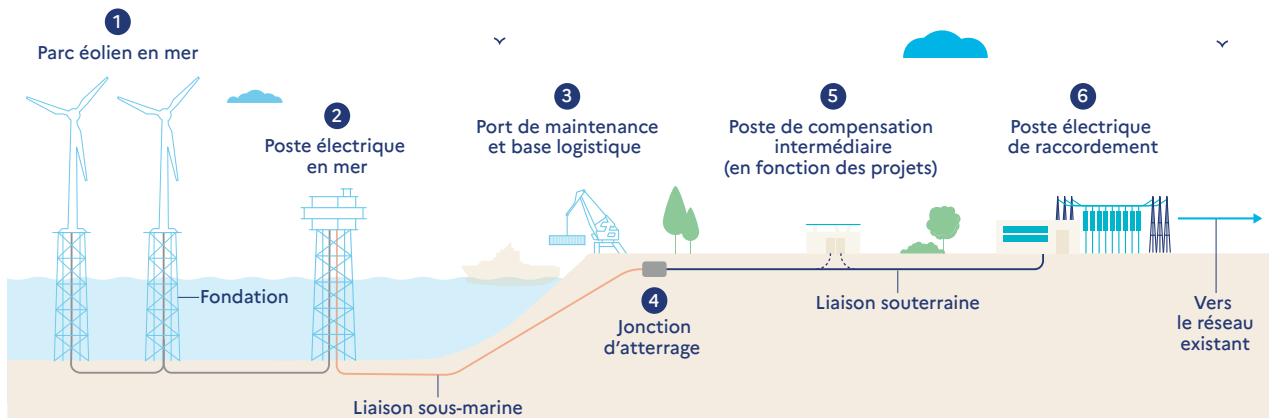 1
Parc éolien en mer
2
Poste électrique
en mer
3
Port de maintenance
et base logistique
5
Poste de compensation
intermédiaire
(en fonction des projets)
6
Poste électrique
de raccordement
Fondation
4
Jonction
d’atterrage
Liaison souterraine
Vers
le réseau
existant
Liaison sous-marine